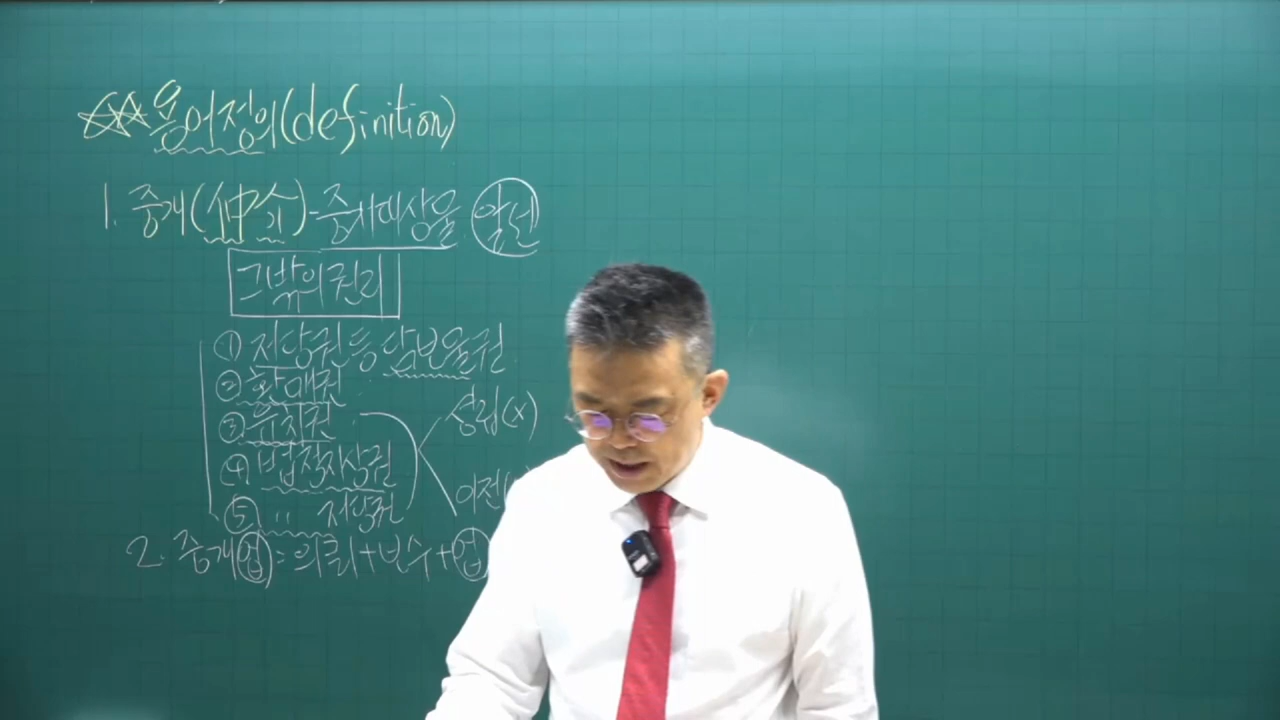 ☆☆용어정의(definition)
1. 중개(仲介)-중개대상물 알선
그밖의권리
① 저당권등 담보물권
② 환매권
③ 유치권 성립(x)
④ 법정지상권
이전(
⑤ 〃 저당권
2. 중개업=의뢰+보수+업